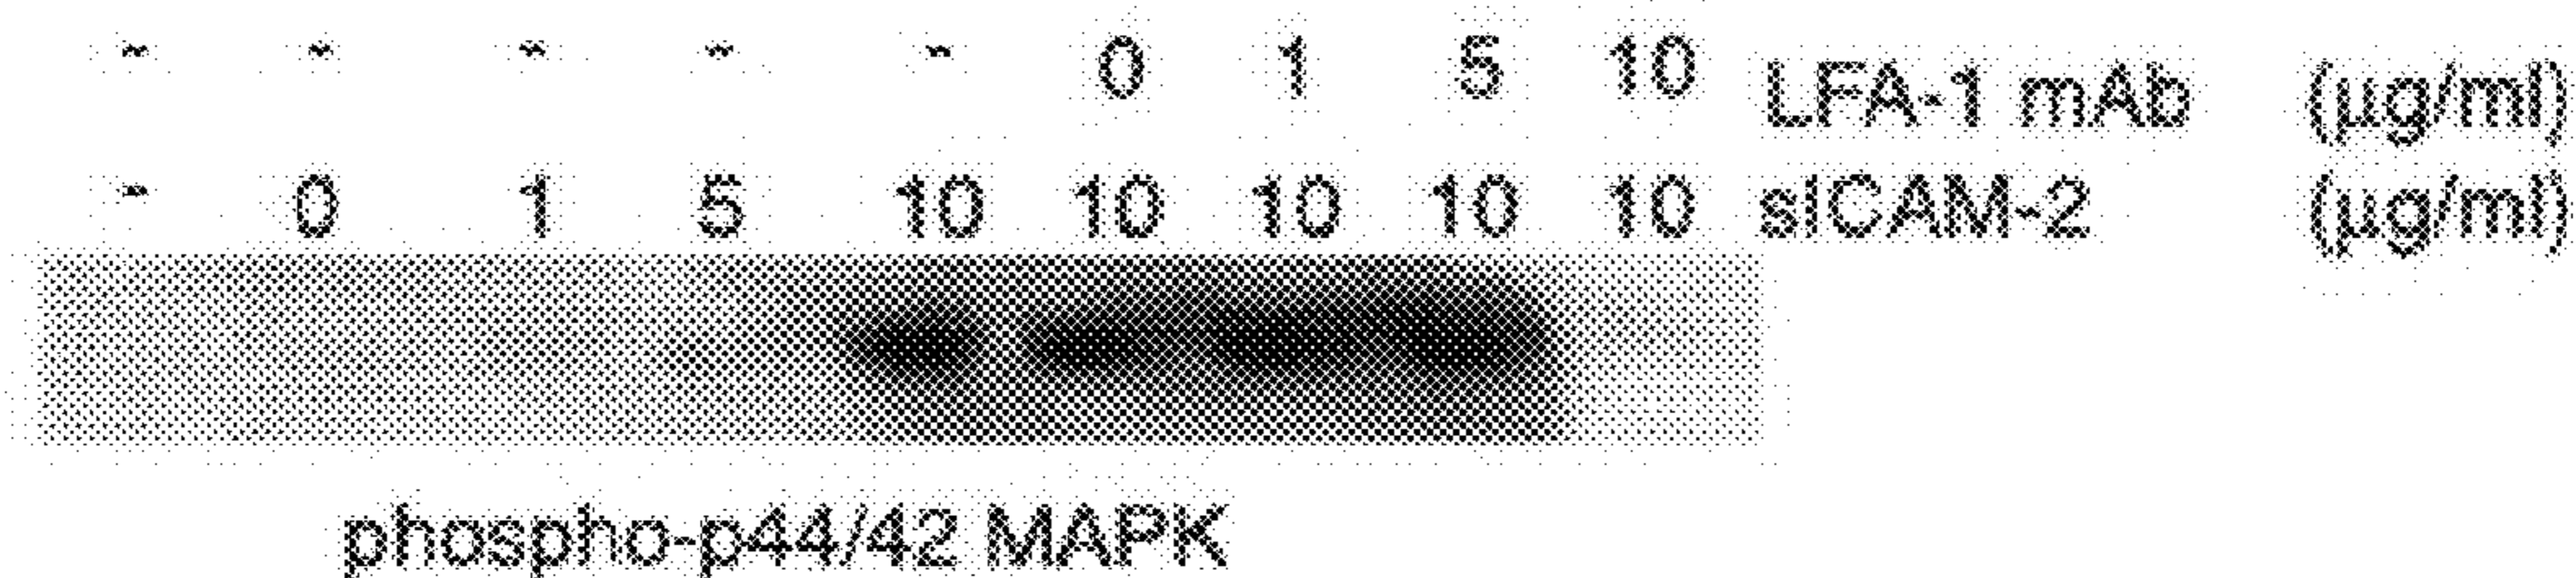 - - - - - 0 1 5 10 LFA-1 mAb (µg/ml)
- 0 1 5 10 10 10 10 10 sICAM-2 (µg/ml)
phospho-p44/42 MAPK